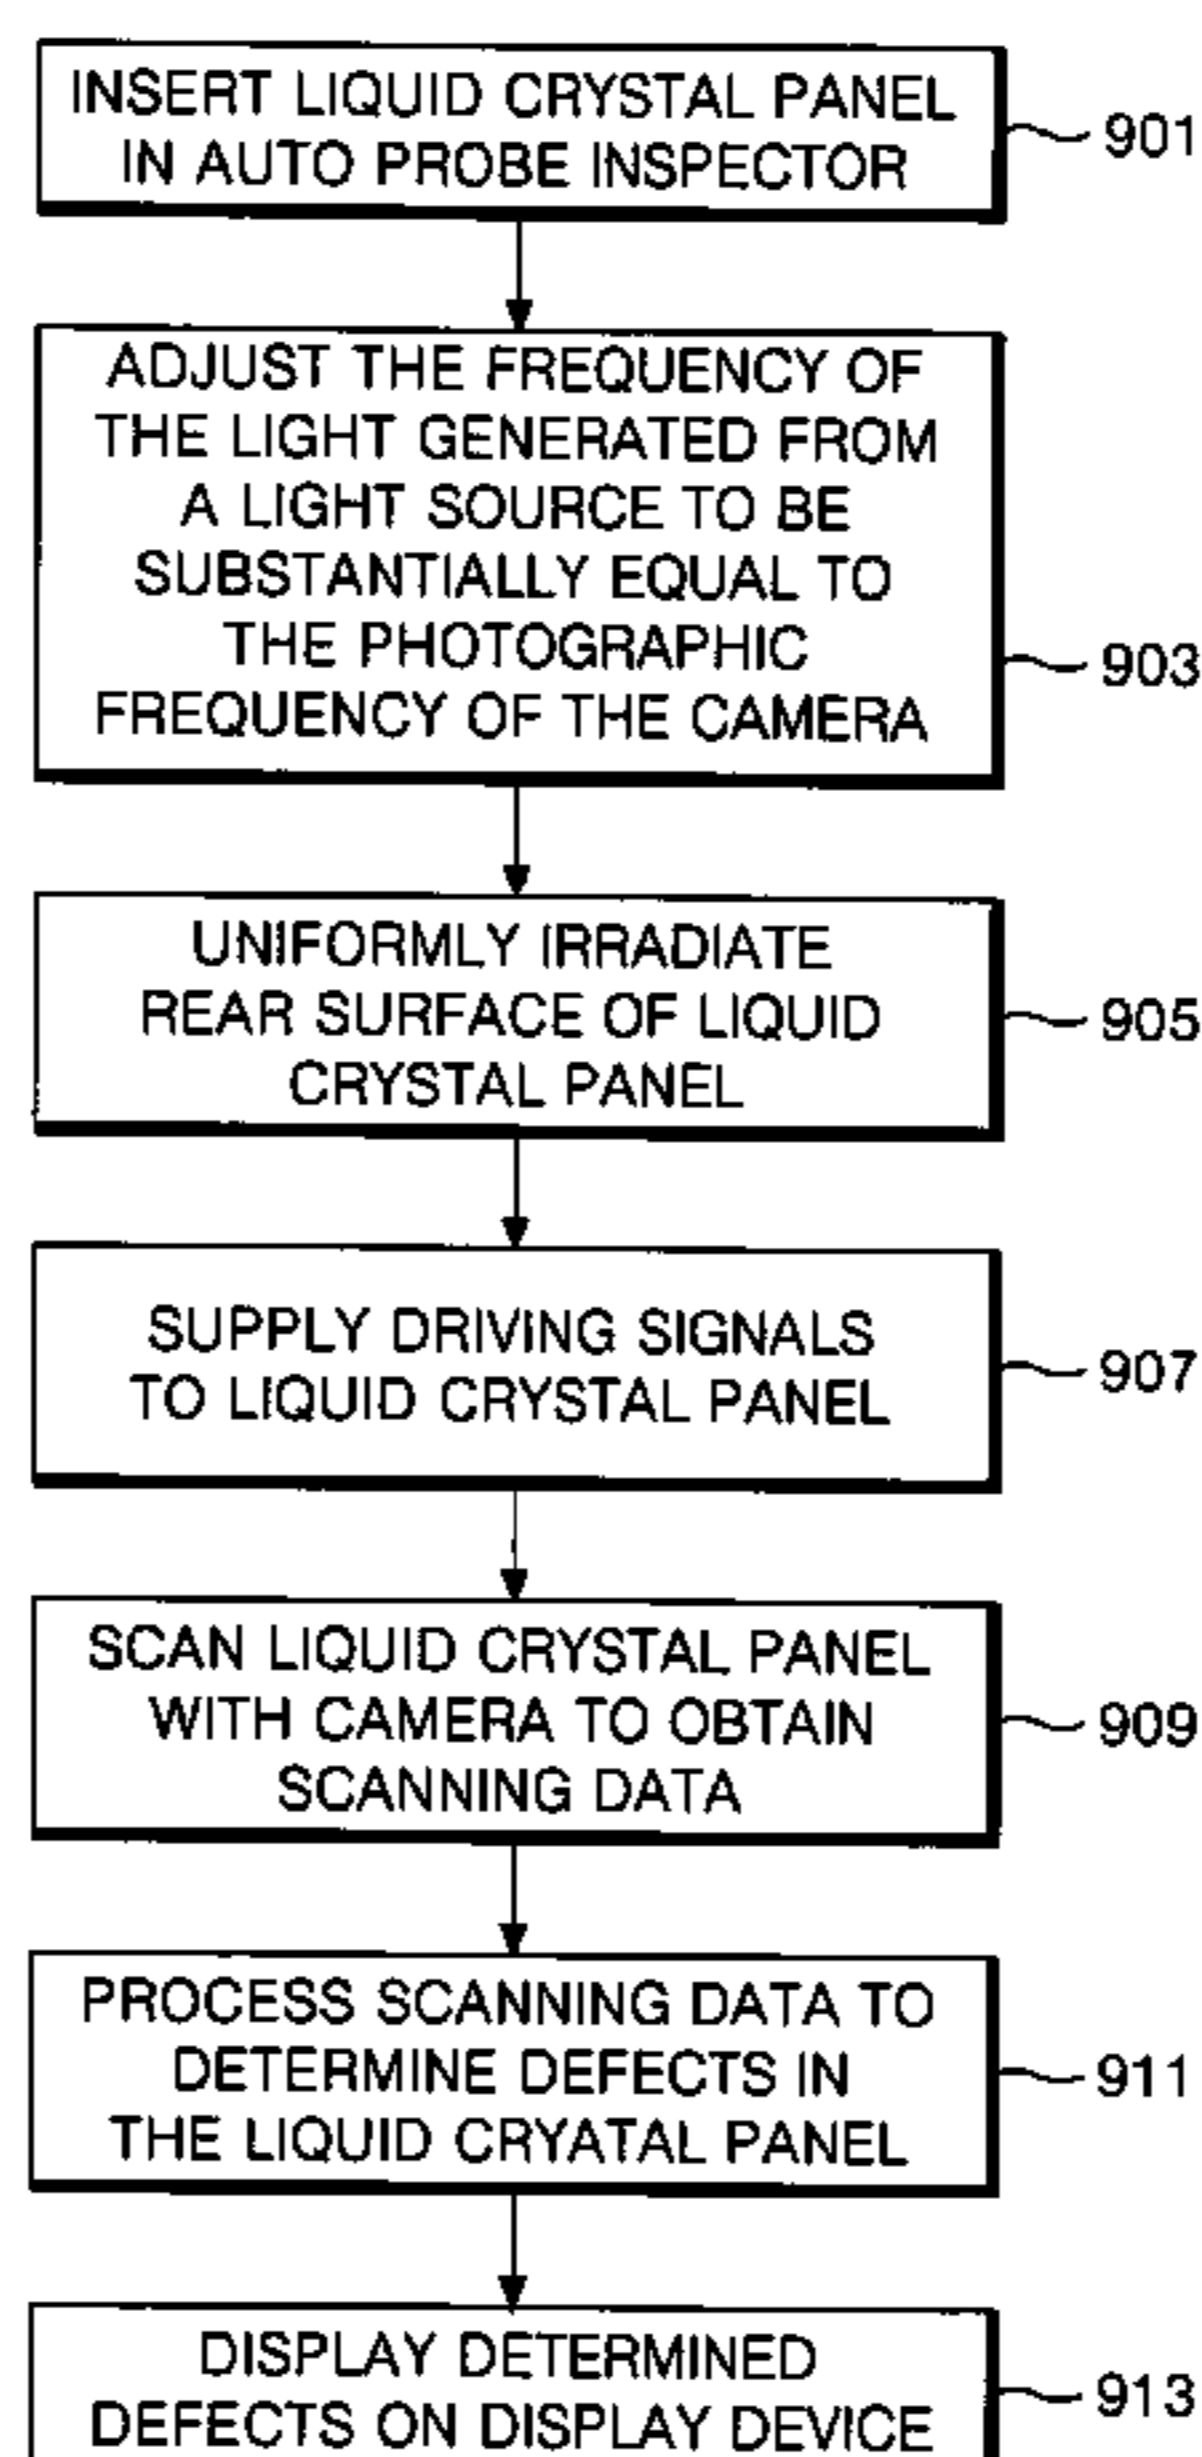 INSERT LIQUID CRYSTAL PANEL
IN AUTO PROBE INSPECTOR
901
ADJUST THE FREQUENCY OF
THE LIGHT GENERATED FROM
A LIGHT SOURCE TO BE
SUBSTANTIALLY EQUAL TO
THE PHOTOGRAPHIC
FREQUENCY OF THE CAMERA
903
UNIFORMLY IRRADIATE
REAR SURFACE OF LIQUID
CRYSTAL PANEL
905
SUPPLY DRIVING SIGNALS
TO LIQUID CRYSTAL PANEL
907
SCAN LIQUID CRYSTAL PANEL
WITH CAMERA TO OBTAIN
SCANNING DATA
909
PROCESS SCANNING DATA TO
DETERMINE DEFECTS IN
THE LIQUID CRYATAL PANEL
911
DISPLAY DETERMINED
DEFECTS ON DISPLAY DEVICE
913